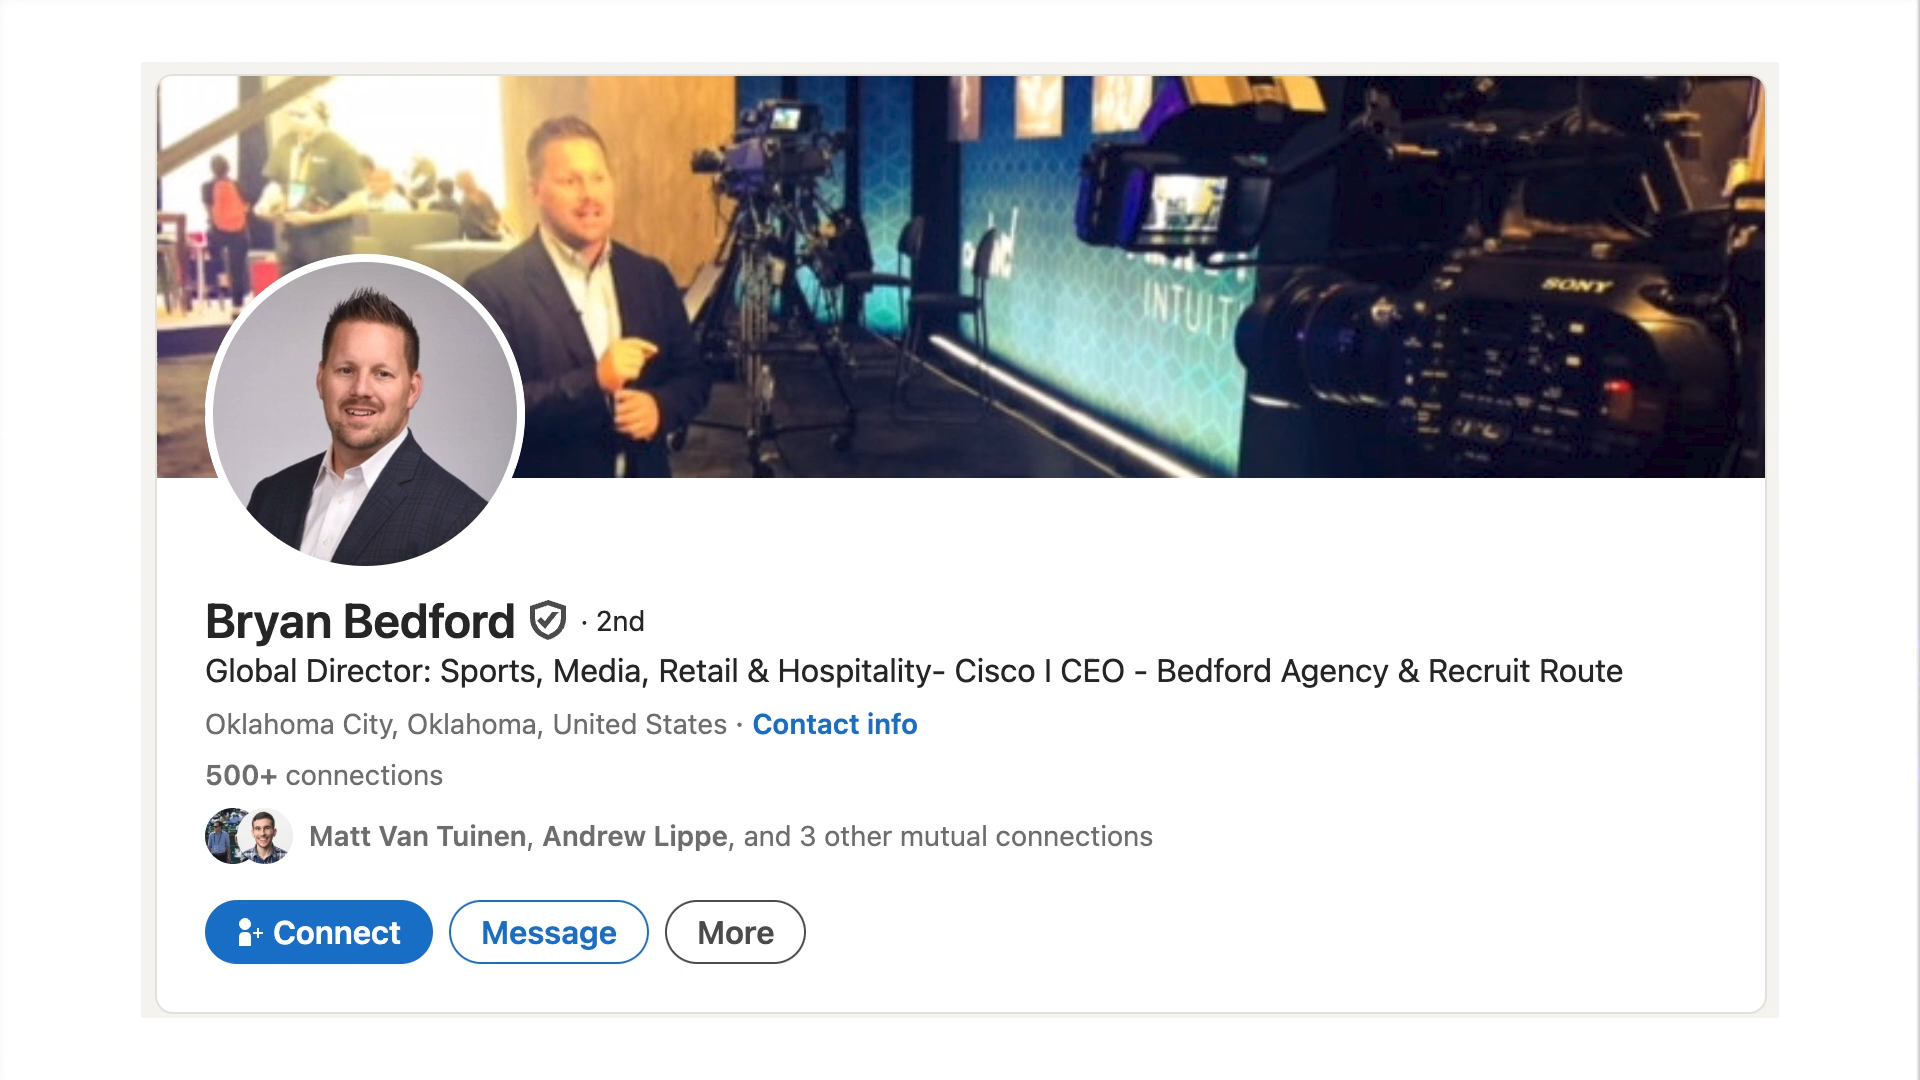 INTUIT
SONY
Bryan Bedford · 2nd
Global Director: Sports, Media, Retail & Hospitality- Cisco I CEO - Bedford Agency & Recruit Route
Oklahoma City, Oklahoma, United States · Contact info
500+ connections
Matt Van Tuinen, Andrew Lippe, and 3 other mutual connections
Connect Message More